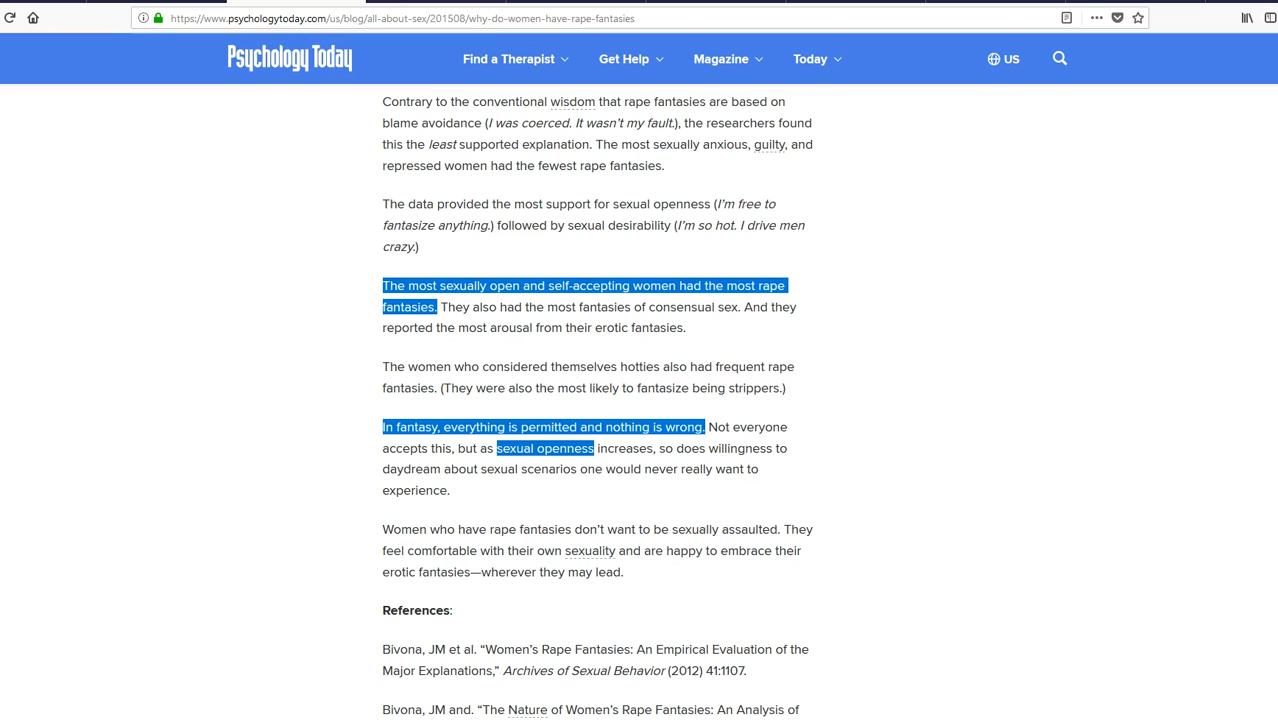 https://www.psychologytoday.com/us/blog/all-about-sex/201508/why-do-women-have-rape-fantasies
Psychology Today
Find a Therapist
Get Help
Magazine
Today
US
Contrary to the conventional wisdom that rape fantasies are based on
blame avoidance (I was coerced. It wasn't my fault.), the researchers found
this the least supported explanation. The most sexually anxious, guilty, and
repressed women had the fewest rape fantasies.
The data provided the most support for sexual openness (I'm free to
fantasize anything.) followed by sexual desirability (I'm so hot. I drive men
crazy.)
The most sexually open and self-accepting women had the most rape
fantasies. They also had the most fantasies of consensual sex. And they
reported the most arousal from their erotic fantasies.
The women who considered themselves hotties also had frequent rape
fantasies. (They were also the most likely to fantasize being strippers.)
In fantasy, everything is permitted and nothing is wrong. Not everyone
accepts this, but as sexual openness increases, so does willingness to
daydream about sexual scenarios one would never really want to
experience.
Women who have rape fantasies don't want to be sexually assaulted. They
feel comfortable with their own sexuality and are happy to embrace their
erotic fantasies—wherever they may lead.
References:
Bivona, JM et al. “Women's Rape Fantasies: An Empirical Evaluation of the
Major Explanations,” Archives of Sexual Behavior (2012) 41:1107.
Bivona, JM and. “The Nature of Women's Rape Fantasies: An Analysis of